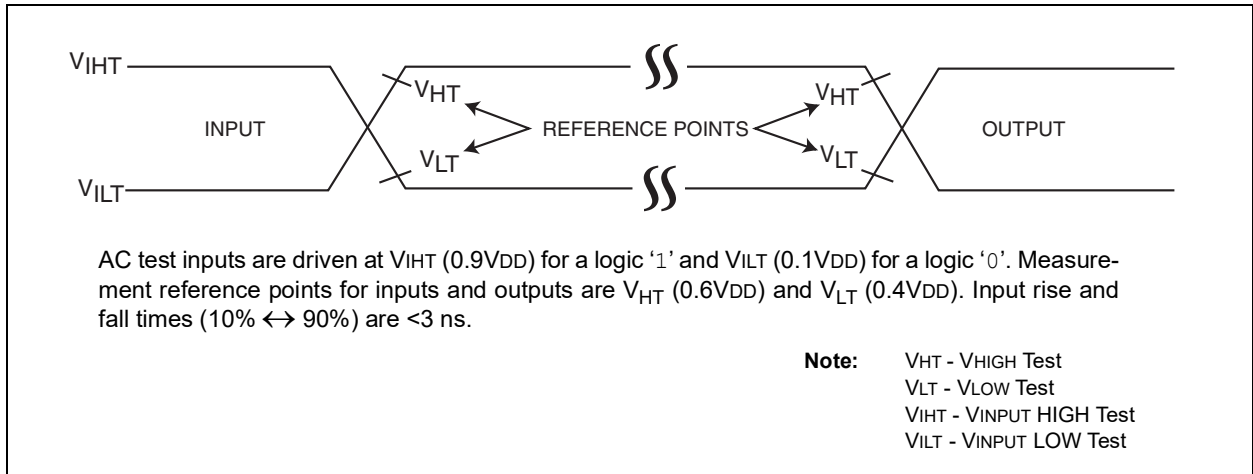 VIHT
VHT
VHT
INPUT
REFERENCE POINTS
OUTPUT
VLT
VLT
VILT
AC test inputs are driven at VIHT (0.9VDD) for a logic ‘1’ and VILT (0.1VDD) for a logic ‘0’. Measure-
ment reference points for inputs and outputs are VHT (0.6VDD) and VLT (0.4VDD). Input rise and
fall times (10% ↔ 90%) are <3 ns.
Note: VHT - VHIGH Test
VLT - VLOW Test
VIHT - VINPUT HIGH Test
VILT - VINPUT LOW Test